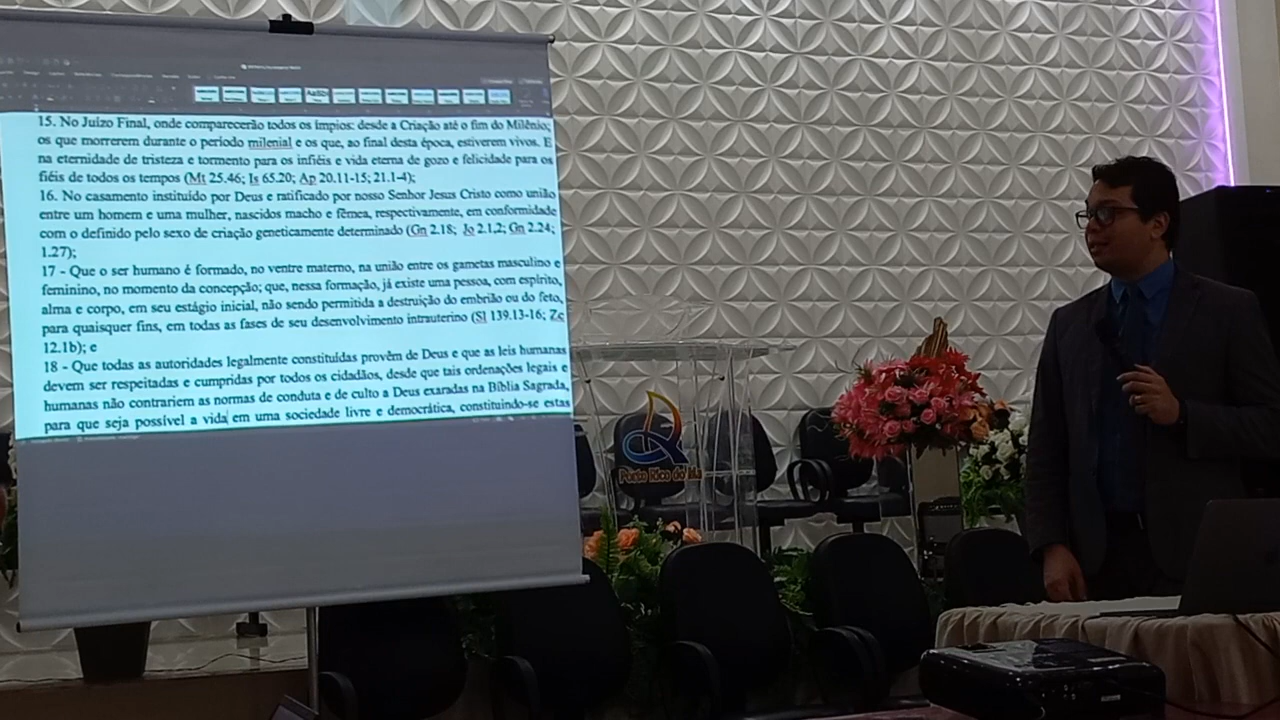 15. No Juízo Final, onde comparecerão todos os ímpios: desde a Criação até o fim do Milênio;
os que morrerem durante o período milenial e os que, ao final desta época, estiverem vivos. E
na eternidade de tristeza e tormento para os infiéis e vida eterna de gozo e felicidade para os
fiéis de todos os tempos (Mt 25.46; Is 65.20; Ap 20.11-15; 21.1-4);
16. No casamento instituído por Deus e ratificado por nosso Senhor Jesus Cristo como união
entre um homem e uma mulher, nascidos macho e fêmea, respectivamente, em conformidade
com o definido pelo sexo de criação geneticamente determinado (Gn 2.18; Jo 2.1,2; Gn 2.24;
1.27);
17 - Que o ser humano é formado, no ventre materno, na união entre os gametas masculino e
feminino, no momento da concepção; que, nessa formação, já existe uma pessoa, com espírito,
alma e corpo, em seu estágio inicial, não sendo permitida a destruição do embrião ou do feto,
para quaisquer fins, em todas as fases de seu desenvolvimento intrauterino (Sl 139.13-16; Zc
12.1b); e
18 - Que todas as autoridades legalmente constituídas provêm de Deus e que as leis humanas
devem ser respeitadas e cumpridas por todos os cidadãos, desde que tais ordenações legais e
humanas não contrariem as normas de conduta e de culto a Deus exaradas na Bíblia Sagrada,
para que seja possível a vida em uma sociedade livre e democrática, constituindo-se estas
Porto Rico do Ma